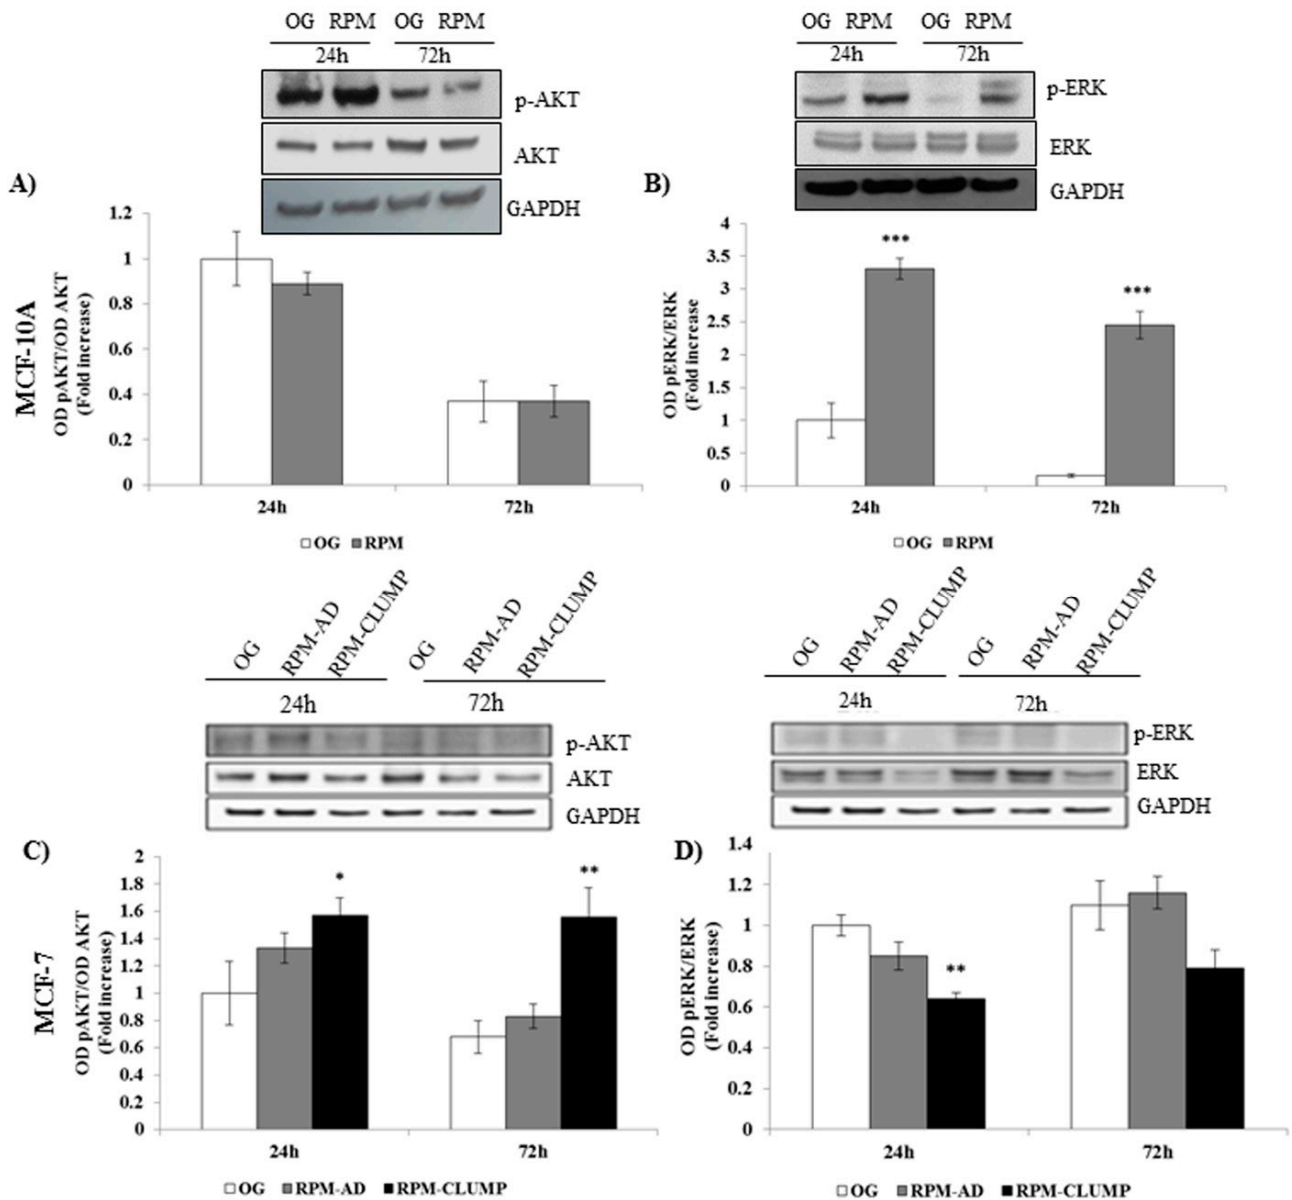 OG RPM OG RPM
24h 72h
p-AKT
AKT
GAPDH
A)
MCF-10A
OD pAKT/OD AKT
(Fold increase)
1.2
1
0.8
0.6
0.4
0.2
0
24h 72h
OG RPM
OG RPM OG RPM
24h 72h
p-ERK
ERK
GAPDH
B)
OD pERK/ERK
(Fold increase
4
3.5
3
2.5
2
1.5
1
0.5
0
*** ***
24h 72h
OG RPM
OG RPM-AD RPM-CLUMP OG RPM-AD RPM-CLUMP
24h 72h
p-AKT
AKT
GAPDH
C)
MCF-7
OD pAKT/OD AKT
(Fold increase)
2
1.8
1.6
1.4
1.2
1
0.8
0.6
0.4
0.2
0
* **
24h 72h
OG RPM-AD RPM-CLUMP
OG RPM-AD RPM-CLUMP OG RPM-AD RPM-CLUMP
24h 72h
p-ERK
ERK
GAPDH
D)
OD pERK/ERK
(Fold increase)
1.4
1.2
1
0.8
0.6
0.4
0.2
0
**
24h 72h
OG RPM-AD RPM-CLUMP